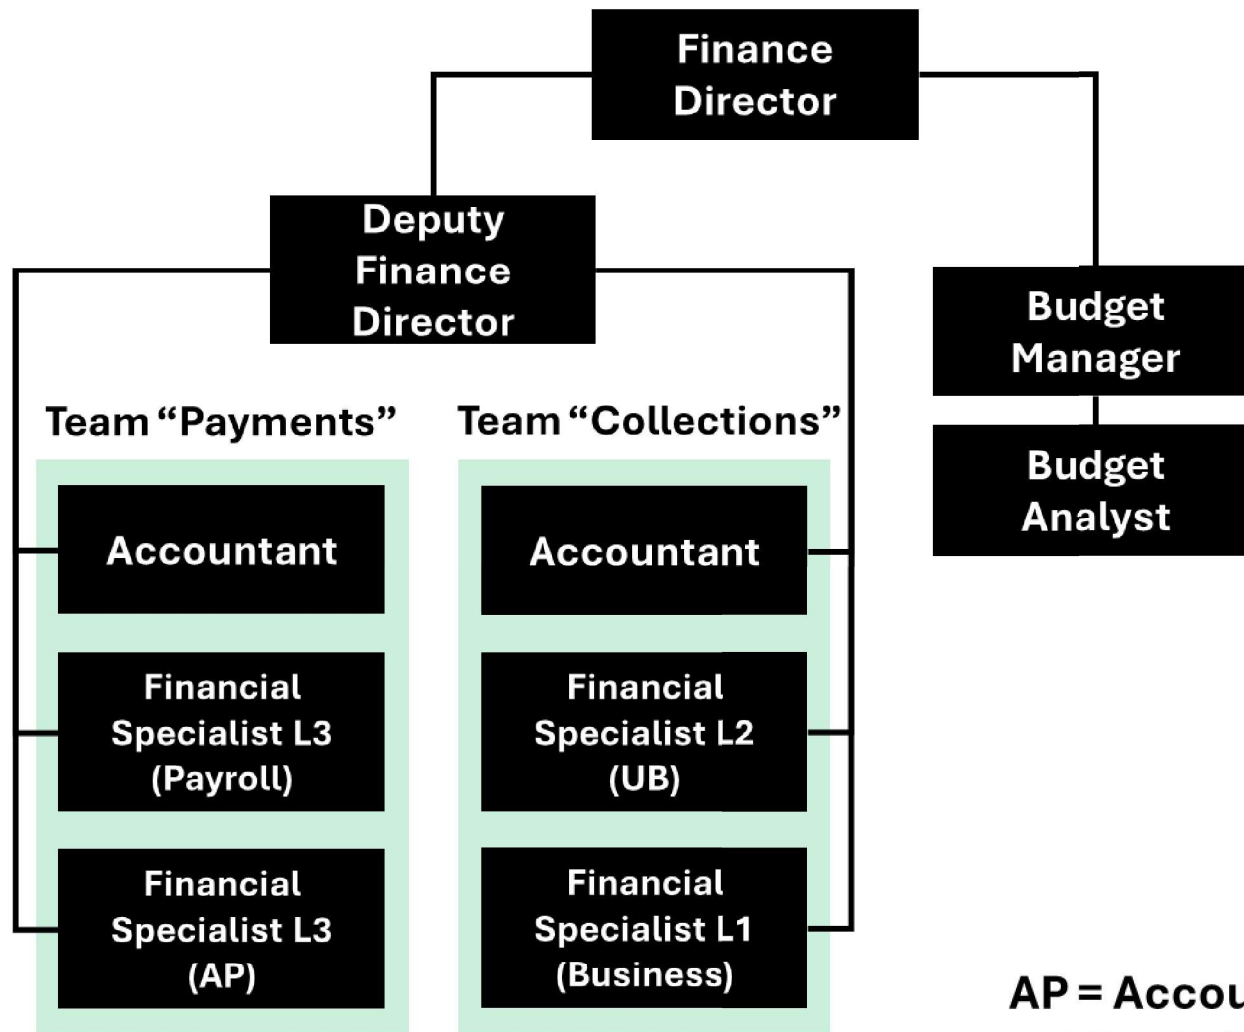 Finance
Director
Deputy
Finance
Director
Budget
Manager
Budget
Analyst
Team “Payments”
Team “Collections”
Accountant
Accountant
Financial
Specialist L3
(Payroll)
Financial
Specialist L2
(UB)
Financial
Specialist L3
(AP)
Financial
Specialist L1
(Business)
AP =